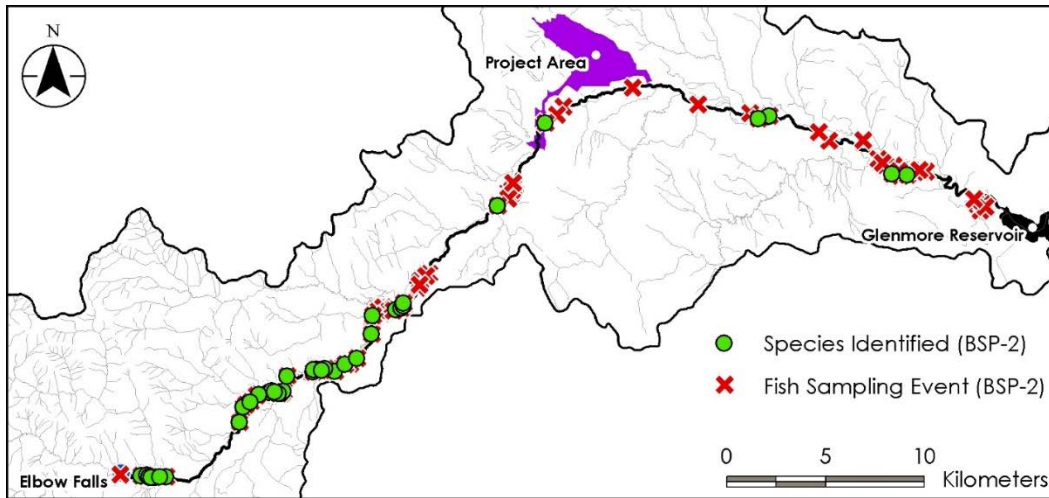 N
Project Area
Glenmore Reservoir
Species Identified (BSP-2)
Fish Sampling Event (BSP-2)
Elbow Falls
0 5 10
Kilometers